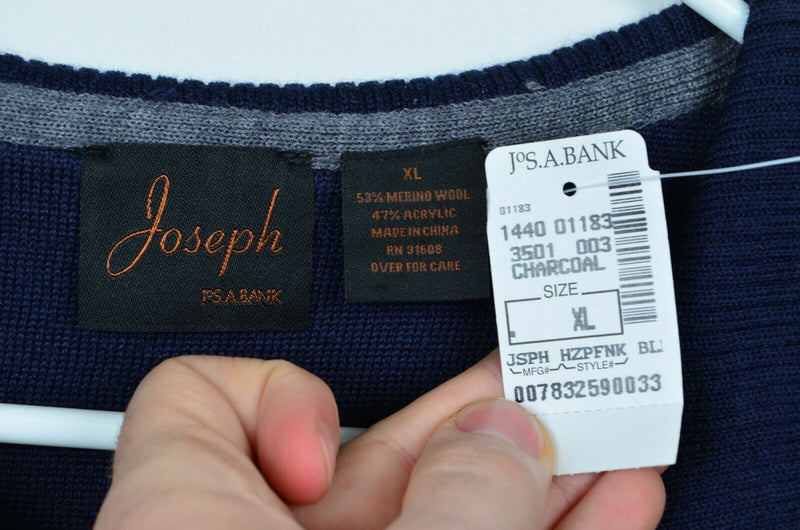 Joseph
JOS.A.BANK
XL
53% MERINO WOOL
47% ACRYLIC
MADE IN CHINA
RN 31608
OVER FOR CARE
JOS.A.BANK
01183
1440 01183
3501 003
CHARCOAL
SIZE
XL
JSPH HZPFNK BL
MFG# STYLE#
007832590033